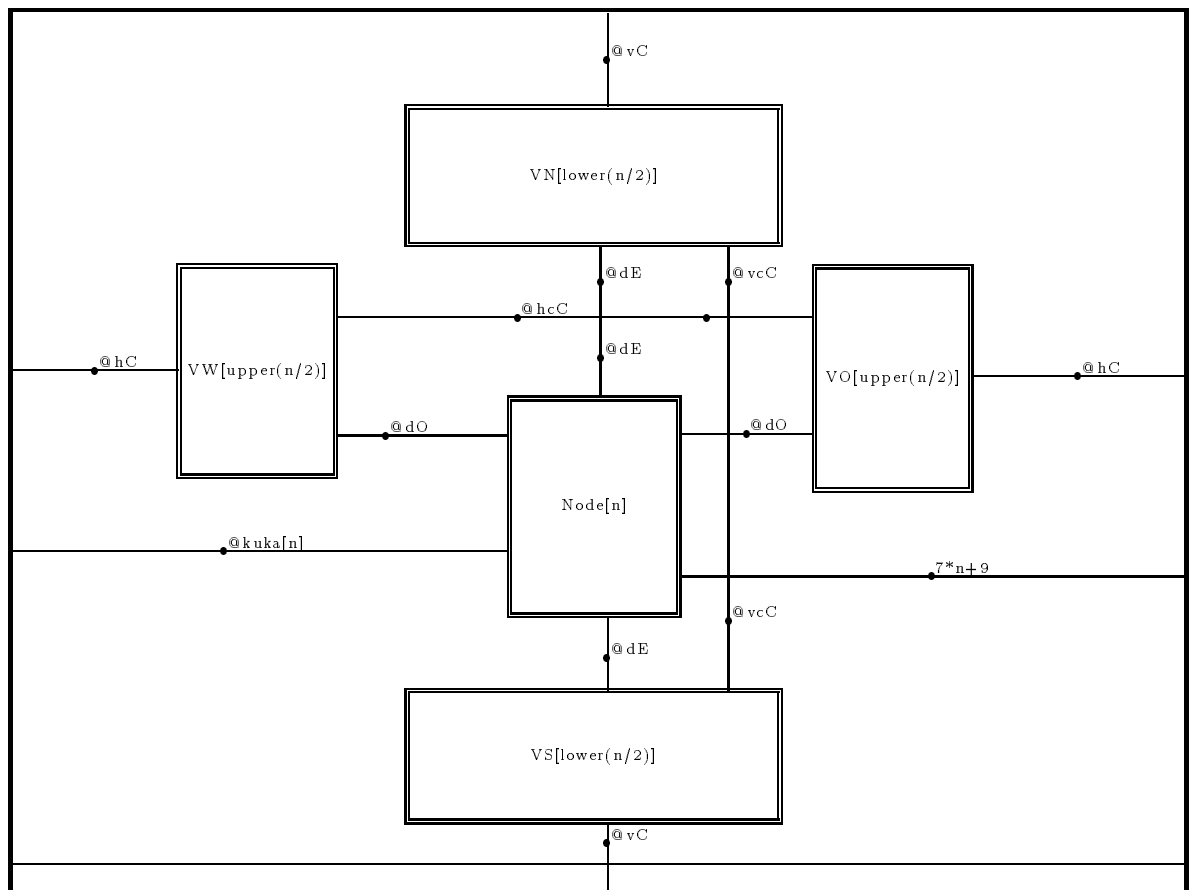 @vC
VN[lower(n/2)]
@dE
@vcC
@hcC
@dE
@hC
VW[upper(n/2)]
VO[upper(n/2)]
@hC
@dO
@dO
Node[n]
@kuka[n]
7*n+9
@vcC
@dE
VS[lower(n/2)]
@vC